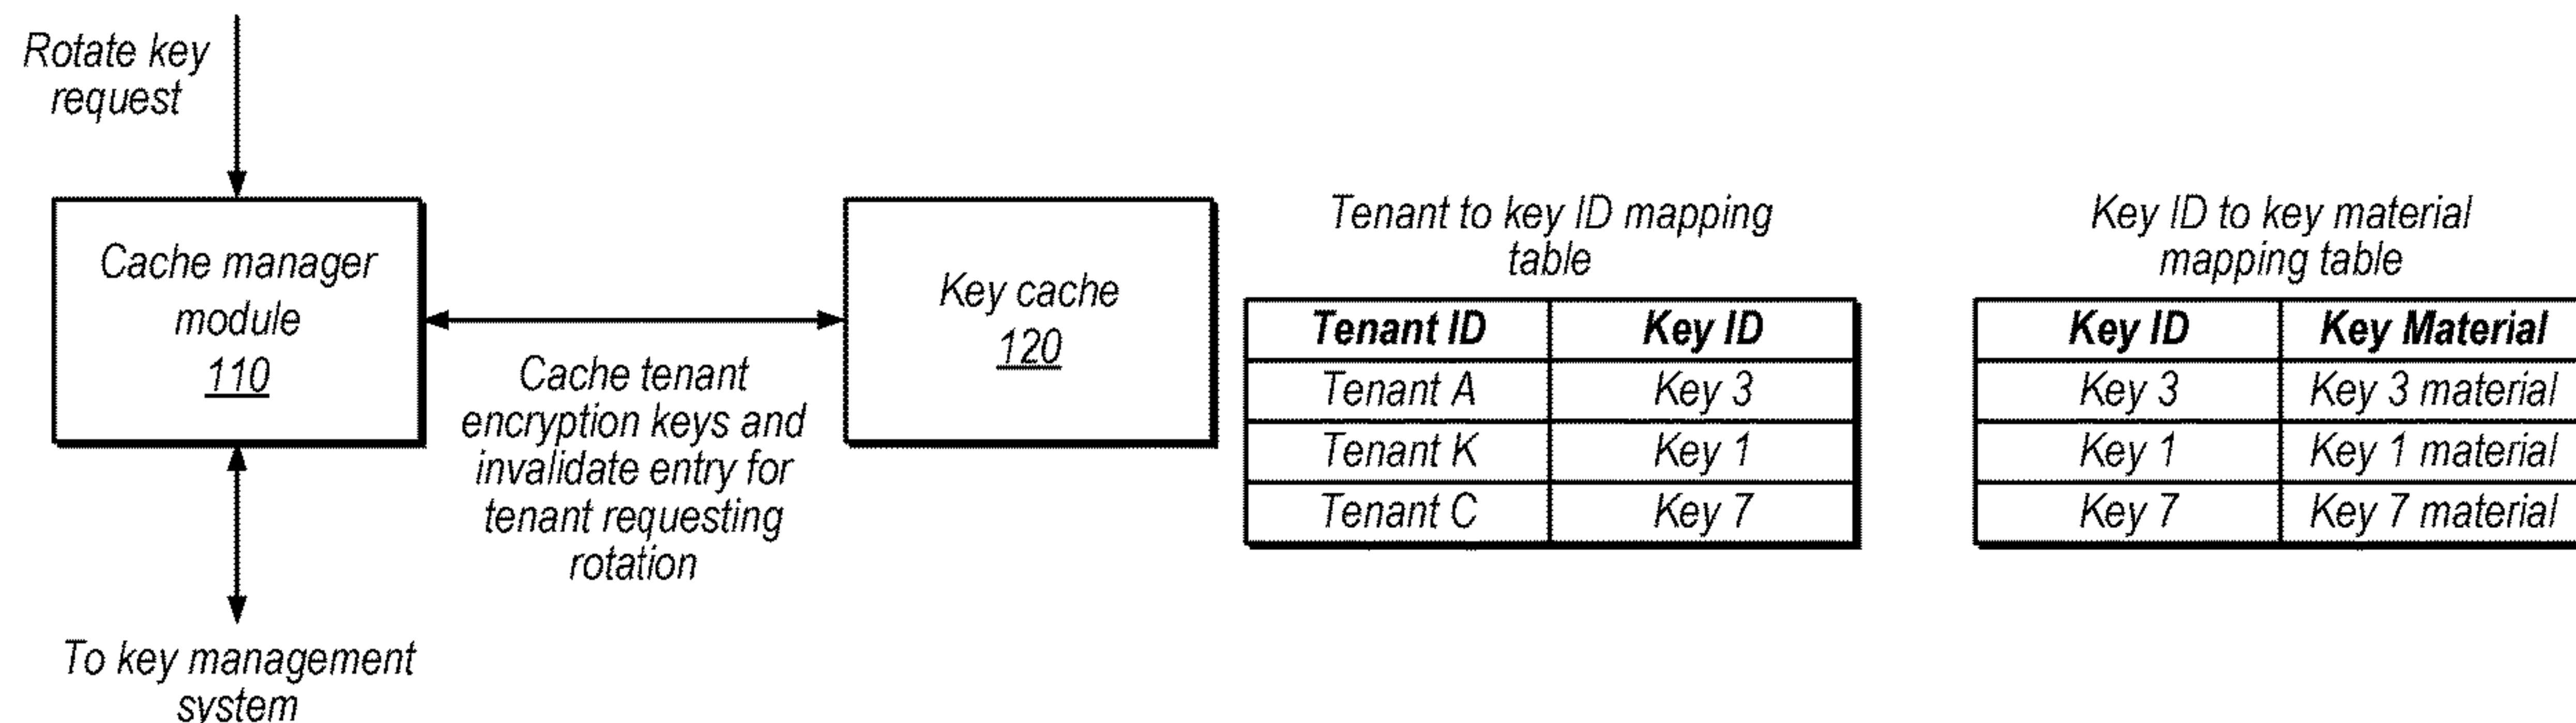 Rotate key
request
Cache manager
module
110
Cache tenant
encryption keys and
invalidate entry for
tenant requesting
rotation
To key management
system
Key cache
120
Tenant to key ID mapping
table
Tenant ID Key ID
Tenant A Key 3
Tenant K Key 1
Tenant C Key 7
Key ID to key material
mapping table
Key ID Key Material
Key 3 Key 3 material
Key 1 Key 1 material
Key 7 Key 7 material